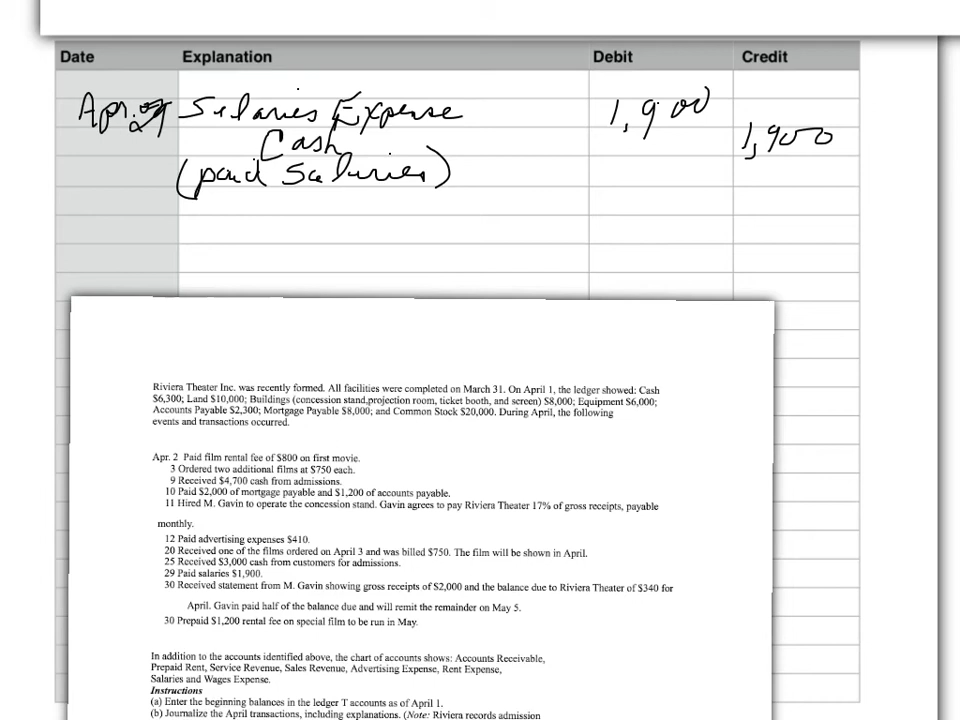 Date Explanation Debit Credit
Apr. 29 Salaries Expense 1,900
Cash 1,900
(paid Salaries)
Riviera Theater Inc. was recently formed. All facilities were completed on March 31. On April 1, the ledger showed: Cash
$6,300; Land $10,000; Buildings (concession stand,projection room, ticket booth, and screen) $8,000; Equipment $6,000;
Accounts Payable $2,300; Mortgage Payable $8,000; and Common Stock $20,000. During April, the following
events and transactions occurred.
Apr. 2 Paid film rental fee of $800 on first movie.
3 Ordered two additional films at $750 each.
9 Received $4,700 cash from admissions.
10 Paid $2,000 of mortgage payable and $1,200 of accounts payable.
11 Hired M. Gavin to operate the concession stand. Gavin agrees to pay Riviera Theater 17% of gross receipts, payable
monthly.
12 Paid advertising expenses $410.
20 Received one of the films ordered on April 3 and was billed $750. The film will be shown in April.
25 Received $3,000 cash from customers for admissions.
29 Paid salaries $1,900.
30 Received statement from M. Gavin showing gross receipts of $2,000 and the balance due to Riviera Theater of $340 for
April. Gavin paid half of the balance due and will remit the remainder on May 5.
30 Prepaid $1,200 rental fee on special film to be run in May.
In addition to the accounts identified above, the chart of accounts shows: Accounts Receivable,
Prepaid Rent, Service Revenue, Sales Revenue, Advertising Expense, Rent Expense,
Salaries and Wages Expense.
Instructions
(a) Enter the beginning balances in the ledger T accounts as of April 1.
(b) Journalize the April transactions, including explanations. (Note: Riviera records admission